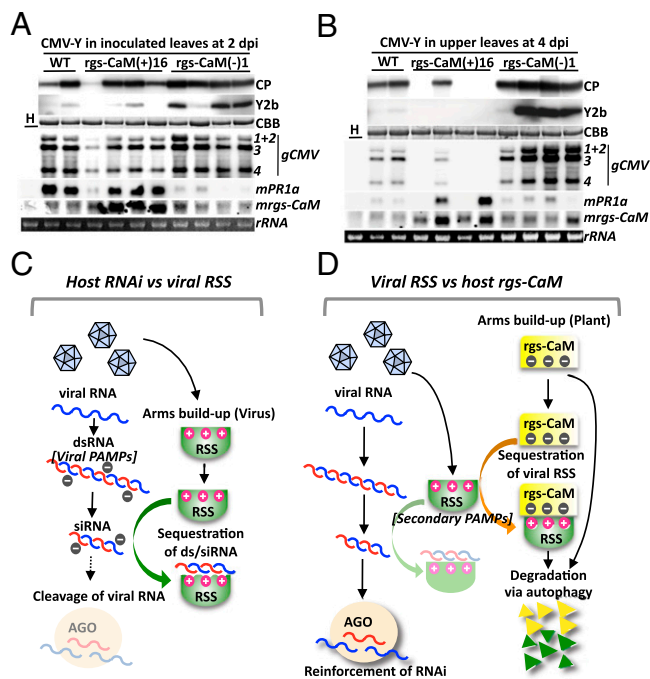 A
CMV-Y in inoculated leaves at 2 dpi
WT rgs-CaM(+)16 rgs-CaM(-)1
CP
Y2b
CBB
H
1+2
3
gCMV
4
mPR1a
mrgs-CaM
rRNA
B
CMV-Y in upper leaves at 4 dpi
WT rgs-CaM(+)16 rgs-CaM(-)1
CP
Y2b
CBB
H
1+2
3
gCMV
4
mPR1a
mrgs-CaM
rRNA
C
Host RNAi vs viral RSS
viral RNA
dsRNA
[Viral PAMPs]
siRNA
Cleavage of viral RNA
AGO
Arms build-up (Virus)
+ + +
RSS
+ + +
RSS
Sequestration
of ds/siRNA
+ + +
RSS
D
Viral RSS vs host rgs-CaM
viral RNA
AGO
Reinforcement of RNAi
+ + +
RSS
[Secondary PAMPs]
+ + +
Arms build-up (Plant)
rgs-CaM
− − −
rgs-CaM
− − −
Sequestration
of viral RSS
rgs-CaM
− − −
+ + +
RSS
Degradation
via autophagy